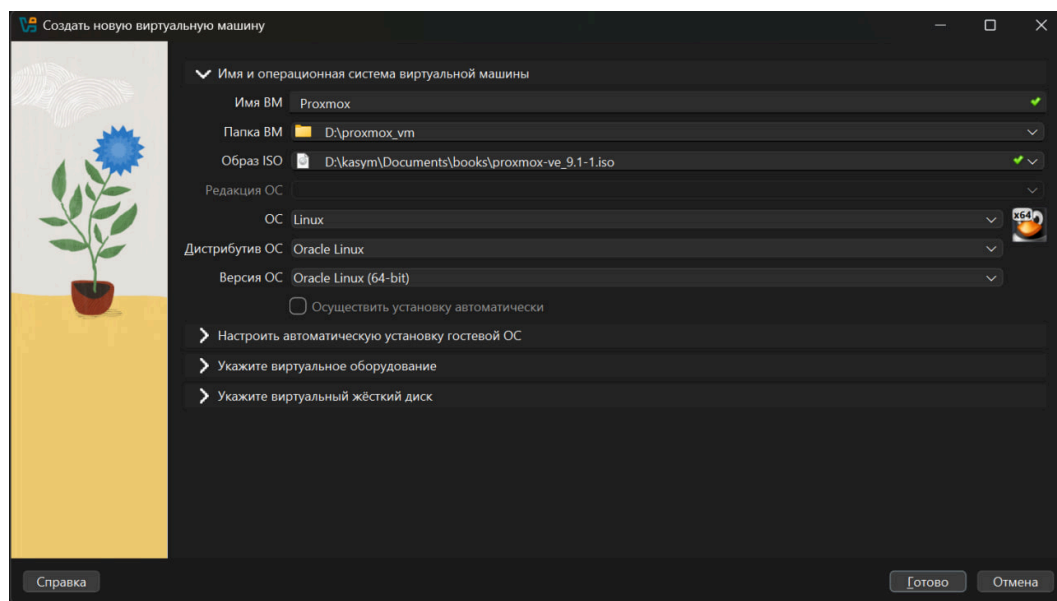 Создать новую виртуальную машину
Имя и операционная система виртуальной машины
Имя ВМ Proxmox
Папка ВМ D:\proxmox_vm
Образ ISO D:\kasym\Documents\books\proxmox-ve_9.1-1.iso
Редакция ОС
ОС Linux x64
Дистрибутив ОС Oracle Linux
Версия ОС Oracle Linux (64-bit)
Осуществить установку автоматически
Настроить автоматическую установку гостевой ОС
Укажите виртуальное оборудование
Укажите виртуальный жёсткий диск
Справка Готово Отмена